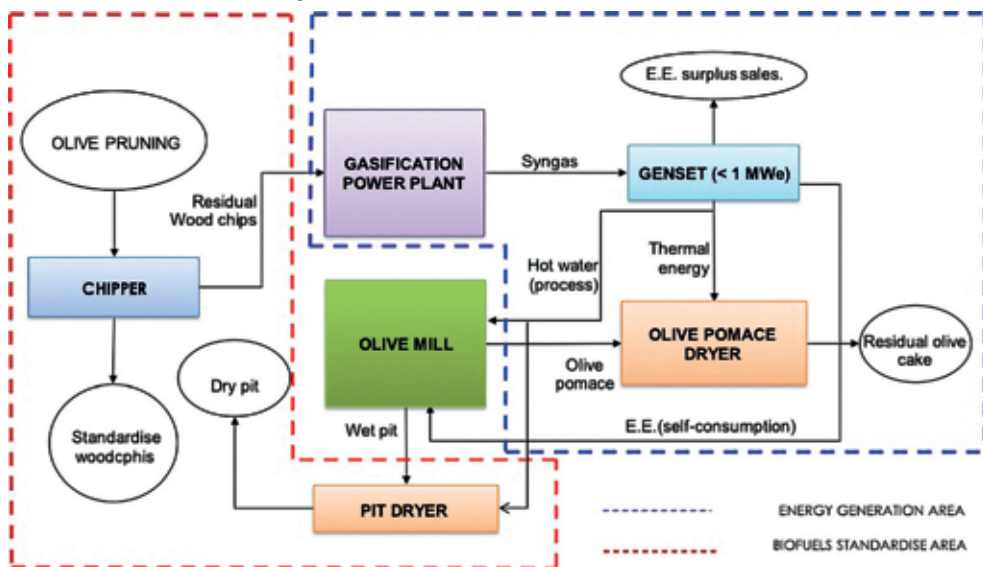 E.E. surplus sales.
OLIVE PRUNING
GASIFICATION
POWER PLANT
Syngas
GENSET (< 1 MWe)
Residual
Wood chips
Hot water
(process)
Thermal
energy
CHIPPER
OLIVE MILL
OLIVE POMACE
DRYER
Residual olive
cake
Olive
pomace
Dry pit
Standardise
woodcphis
Wet pit
E.E.(self-consumption)
PIT DRYER
ENERGY GENERATION AREA
BIOFUELS STANDARDISE AREA